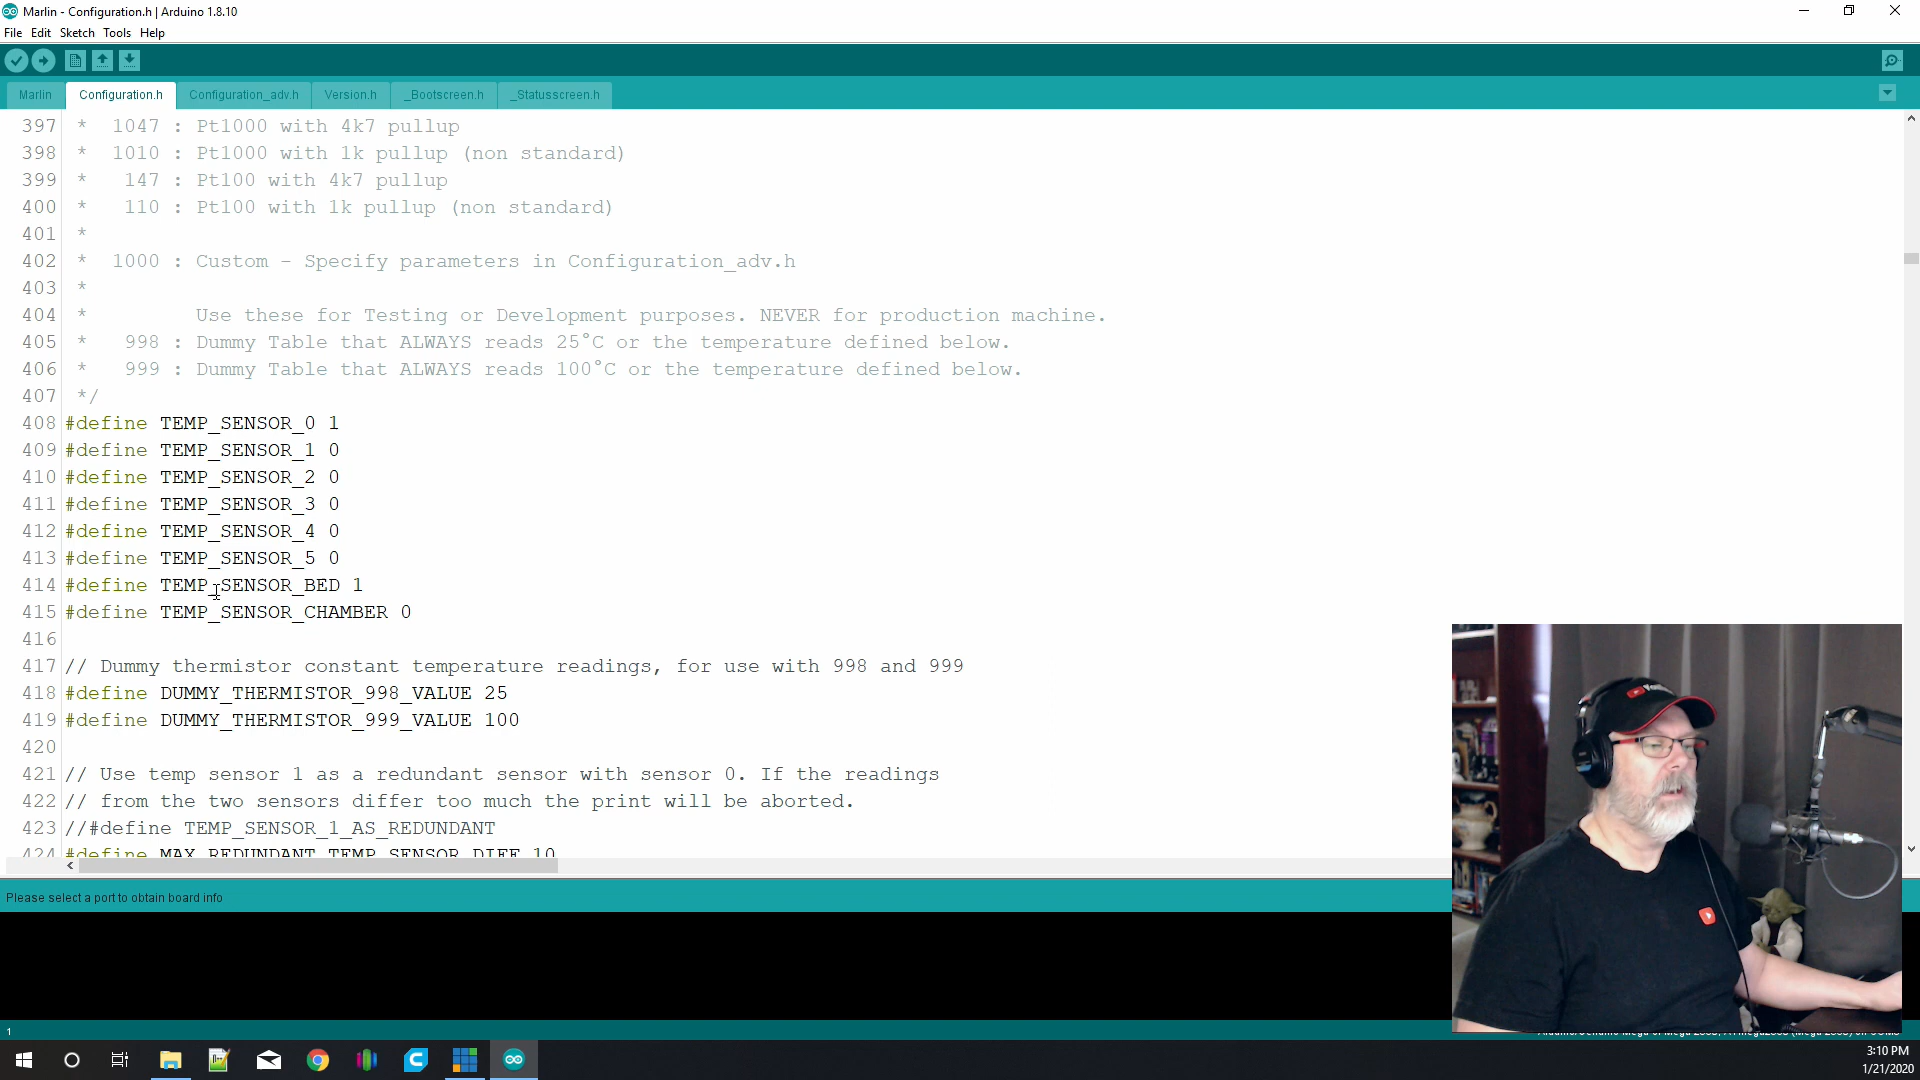 Marlin - Configuration.h | Arduino 1.8.10
File Edit Sketch Tools Help
Marlin Configuration.h Configuration_adv.h Version.h _Bootscreen.h _Statusscreen.h
397 * 1047 : Pt1000 with 4k7 pullup
398 * 1010 : Pt1000 with 1k pullup (non standard)
399 * 147 : Pt100 with 4k7 pullup
400 * 110 : Pt100 with 1k pullup (non standard)
401 *
402 * 1000 : Custom - Specify parameters in Configuration_adv.h
403 *
404 * Use these for Testing or Development purposes. NEVER for production machine.
405 * 998 : Dummy Table that ALWAYS reads 25°C or the temperature defined below.
406 * 999 : Dummy Table that ALWAYS reads 100°C or the temperature defined below.
407 */
408 #define TEMP_SENSOR_0 1
409 #define TEMP_SENSOR_1 0
410 #define TEMP_SENSOR_2 0
411 #define TEMP_SENSOR_3 0
412 #define TEMP_SENSOR_4 0
413 #define TEMP_SENSOR_5 0
414 #define TEMP_SENSOR_BED 1
415 #define TEMP_SENSOR_CHAMBER 0
416
417 // Dummy thermistor constant temperature readings, for use with 998 and 999
418 #define DUMMY_THERMISTOR_998_VALUE 25
419 #define DUMMY_THERMISTOR_999_VALUE 100
420
421 // Use temp sensor 1 as a redundant sensor with sensor 0. If the readings
422 // from the two sensors differ too much the print will be aborted.
423 //#define TEMP_SENSOR_1_AS_REDUNDANT
424 #define MAX_REDUNDANT_TEMP_SENSOR_DIFF 10
Please select a port to obtain board info
1
3:10 PM
1/21/2020